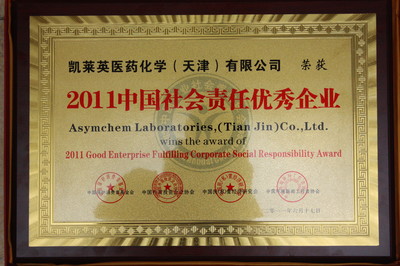 凯莱英医药化学（天津）有限公司 荣获
2011中国社会责任优秀企业
Asymchem Laboratories,(Tian Jin)Co.,Ltd.
wins the award of
2011 Good Enterprise Fulfilling Corporate Social Responsibility Award